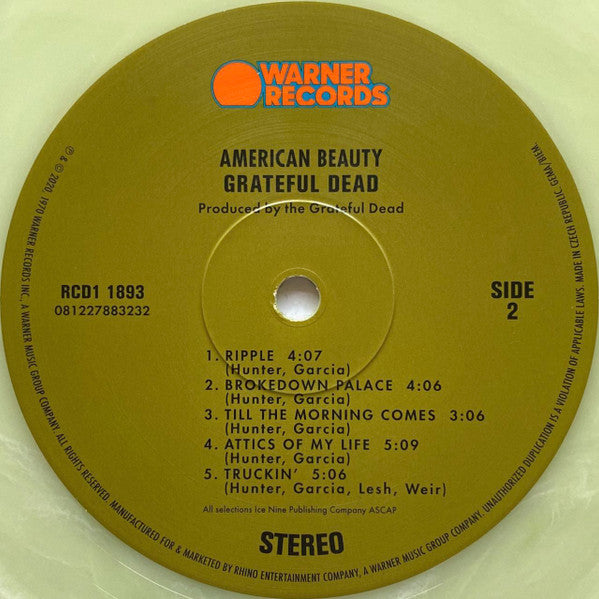 WARNER
RECORDS
AMERICAN BEAUTY
GRATEFUL DEAD
Produced by the Grateful Dead
RCD1 1893
081227883232
SIDE
2
1. RIPPLE 4:07
(Hunter, Garcia)
2. BROKEDOWN PALACE 4:06
(Hunter, Garcia)
3. TILL THE MORNING COMES 3:06
(Hunter, Garcia)
4. ATTICS OF MY LIFE 5:09
(Hunter, Garcia)
5. TRUCKIN' 5:06
(Hunter, Garcia, Lesh, Weir)
All selections Ice Nine Publishing Company ASCAP
STEREO
℗ & © 2020, 1970 WARNER RECORDS INC., A WARNER MUSIC GROUP COMPANY. ALL RIGHTS RESERVED. MANUFACTURED FOR & MARKETED BY RHINO ENTERTAINMENT COMPANY, A WARNER MUSIC GROUP COMPANY. UNAUTHORIZED DUPLICATION IS A VIOLATION OF APPLICABLE LAWS. MADE IN CZECH REPUBLIC. GEMA/BIEM.